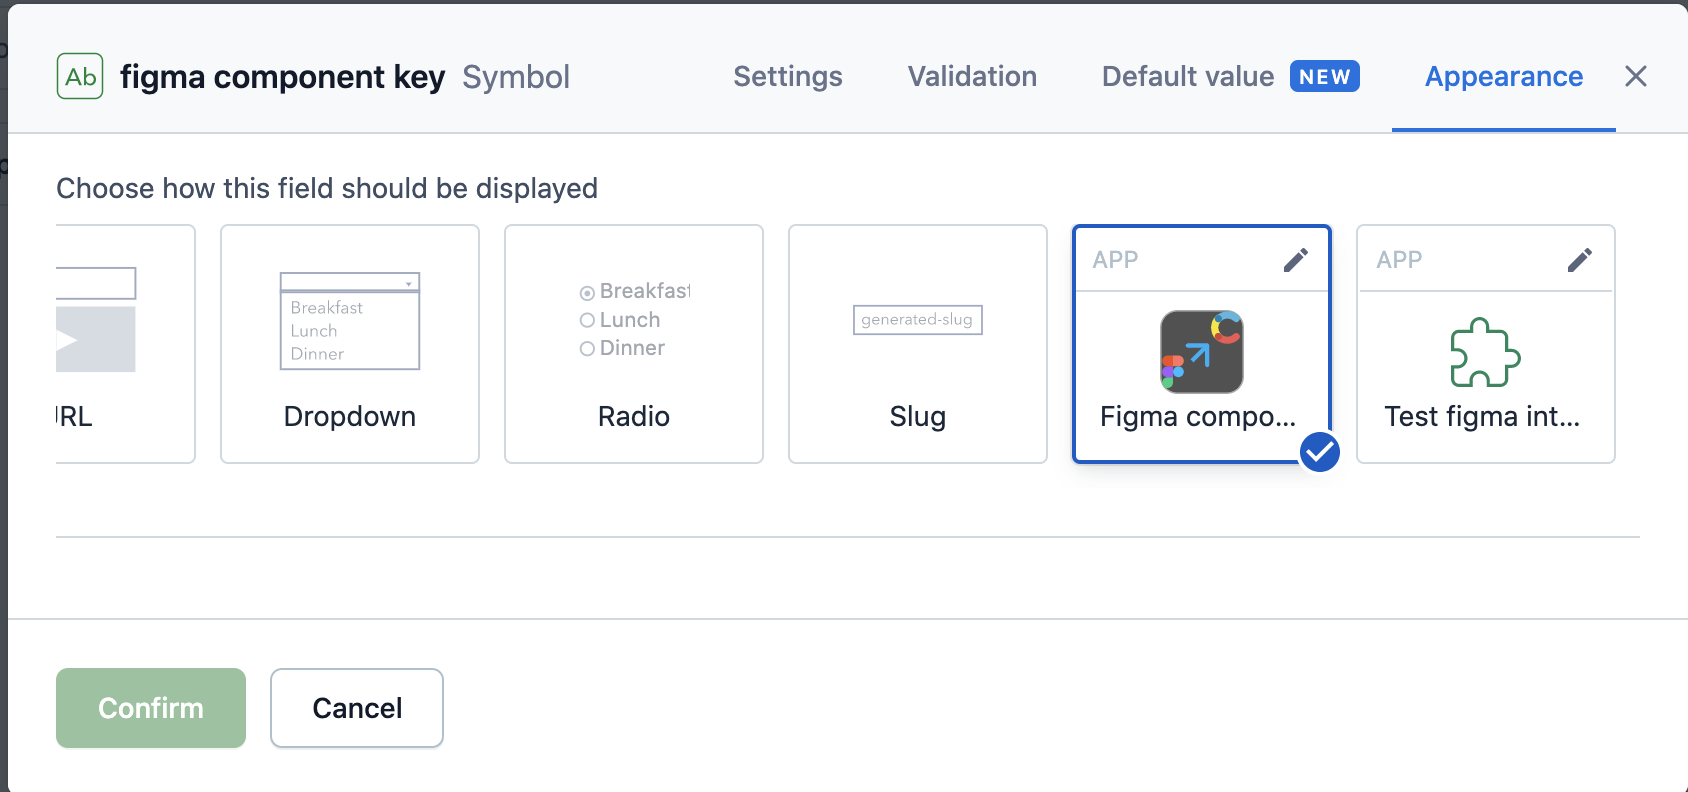 Ab figma component key Symbol Settings Validation Default value NEW Appearance
Choose how this field should be displayed
Breakfast
Lunch
Dinner
Dropdown
Breakfast
Lunch
Dinner
Radio
generated-slug
Slug
APP
Figma compo...
APP
Test figma int...
Confirm Cancel